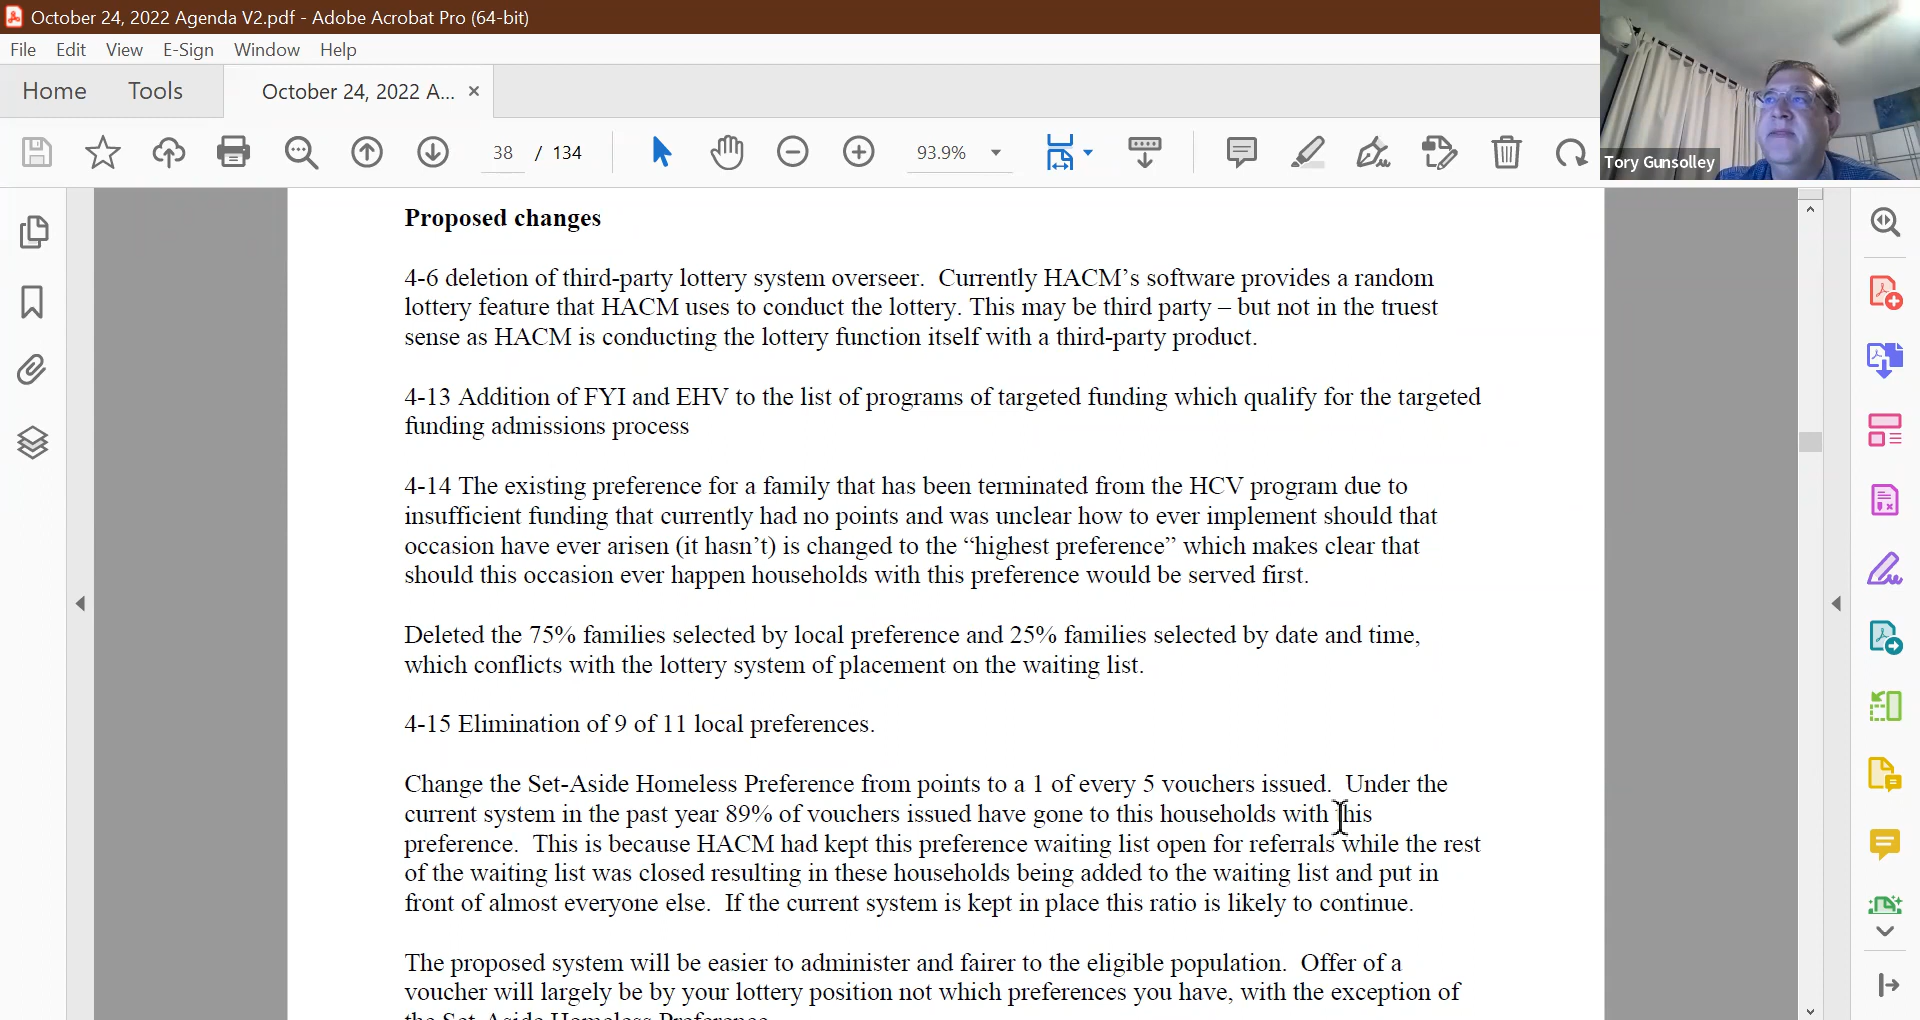 October 24, 2022 Agenda V2.pdf - Adobe Acrobat Pro (64-bit)
File Edit View E-Sign Window Help
Home Tools October 24, 2022 A... ×
38 / 134 93.9%
Tory Gunsolley
Proposed changes
4-6 deletion of third-party lottery system overseer. Currently HACM’s software provides a random
lottery feature that HACM uses to conduct the lottery. This may be third party – but not in the truest
sense as HACM is conducting the lottery function itself with a third-party product.
4-13 Addition of FYI and EHV to the list of programs of targeted funding which qualify for the targeted
funding admissions process
4-14 The existing preference for a family that has been terminated from the HCV program due to
insufficient funding that currently had no points and was unclear how to ever implement should that
occasion have ever arisen (it hasn’t) is changed to the “highest preference” which makes clear that
should this occasion ever happen households with this preference would be served first.
Deleted the 75% families selected by local preference and 25% families selected by date and time,
which conflicts with the lottery system of placement on the waiting list.
4-15 Elimination of 9 of 11 local preferences.
Change the Set-Aside Homeless Preference from points to a 1 of every 5 vouchers issued. Under the
current system in the past year 89% of vouchers issued have gone to this households with this
preference. This is because HACM had kept this preference waiting list open for referrals while the rest
of the waiting list was closed resulting in these households being added to the waiting list and put in
front of almost everyone else. If the current system is kept in place this ratio is likely to continue.
The proposed system will be easier to administer and fairer to the eligible population. Offer of a
voucher will largely be by your lottery position not which preferences you have, with the exception of
the Set-Aside Homeless Preference